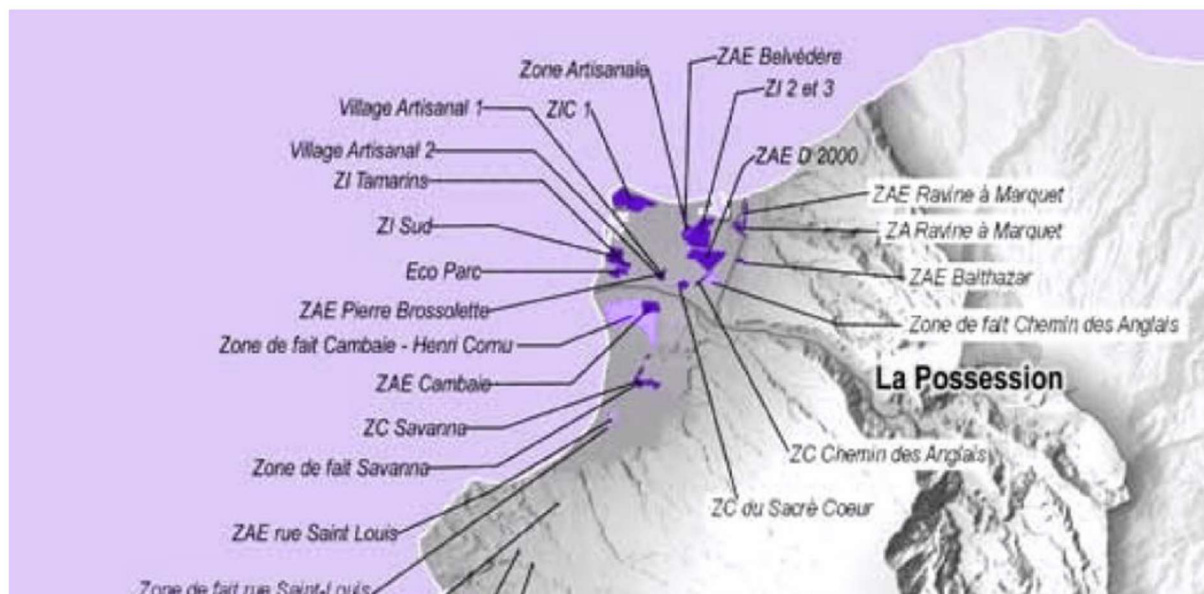 ZAE Belvédère
Zone Artisanale
ZI 2 et 3
Village Artisanal 1
ZIC 1
Village Artisanal 2
ZAE D 2000
ZI Tamarins
ZAE Ravine à Marquet
ZI Sud
ZA Ravine à Marquet
Eco Parc
ZAE Balthazar
ZAE Pierre Brossolette
Zone de fait Chemin des Anglais
Zone de fait Cambaie - Henri Cornu
La Possession
ZAE Cambaie
ZC Savanna
ZC Chemin des Anglais
Zone de fait Savanna
ZC du Sacrè Coeur
ZAE rue Saint Louis
Zone de fait rue Saint-Louis